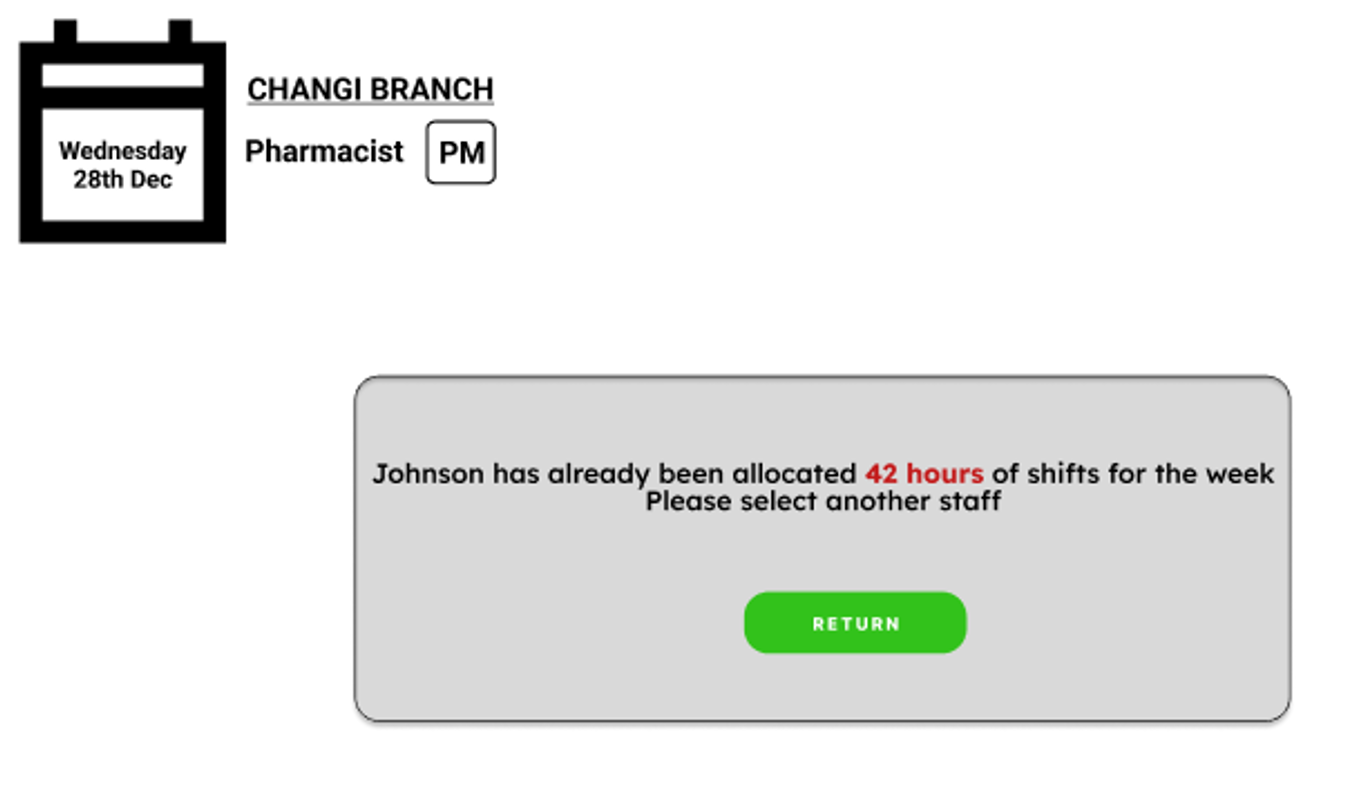 CHANGI BRANCH
Wednesday
28th Dec
Pharmacist PM
Johnson has already been allocated 42 hours of shifts for the week
Please select another staff
RETURN